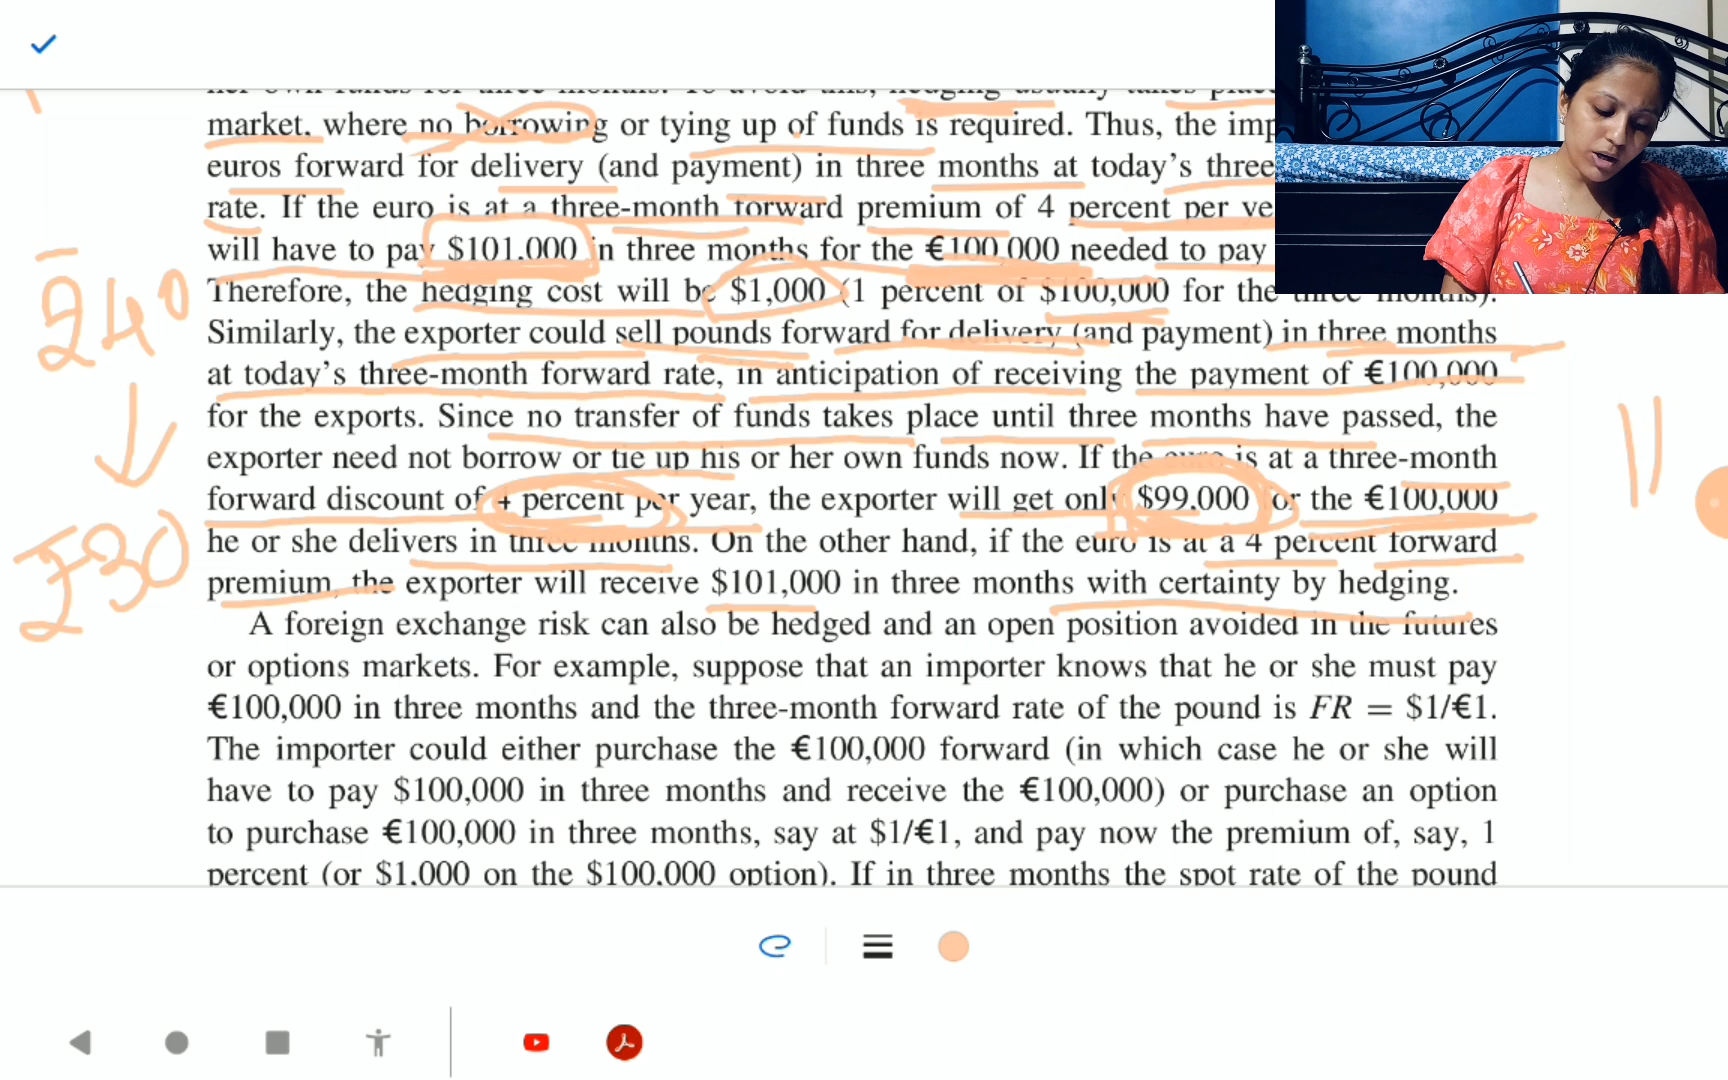 market, where no borrowing or tying up of funds is required. Thus, the imp
euros forward for delivery (and payment) in three months at today's three
rate. If the euro is at a three-month forward premium of 4 percent per ye
will have to pay $101,000 in three months for the €100,000 needed to pay
Therefore, the hedging cost will be $1,000 (1 percent of $100,000 for the three months).
Similarly, the exporter could sell pounds forward for delivery (and payment) in three months
at today's three-month forward rate, in anticipation of receiving the payment of €100,000
for the exports. Since no transfer of funds takes place until three months have passed, the
exporter need not borrow or tie up his or her own funds now. If the euro is at a three-month
forward discount of 4 percent per year, the exporter will get only $99,000 for the €100,000
he or she delivers in three months. On the other hand, if the euro is at a 4 percent forward
premium, the exporter will receive $101,000 in three months with certainty by hedging.
A foreign exchange risk can also be hedged and an open position avoided in the futures
or options markets. For example, suppose that an importer knows that he or she must pay
€100,000 in three months and the three-month forward rate of the pound is FR = $1/€1.
The importer could either purchase the €100,000 forward (in which case he or she will
have to pay $100,000 in three months and receive the €100,000) or purchase an option
to purchase €100,000 in three months, say at $1/€1, and pay now the premium of, say, 1
percent (or $1,000 on the $100,000 option). If in three months the spot rate of the pound